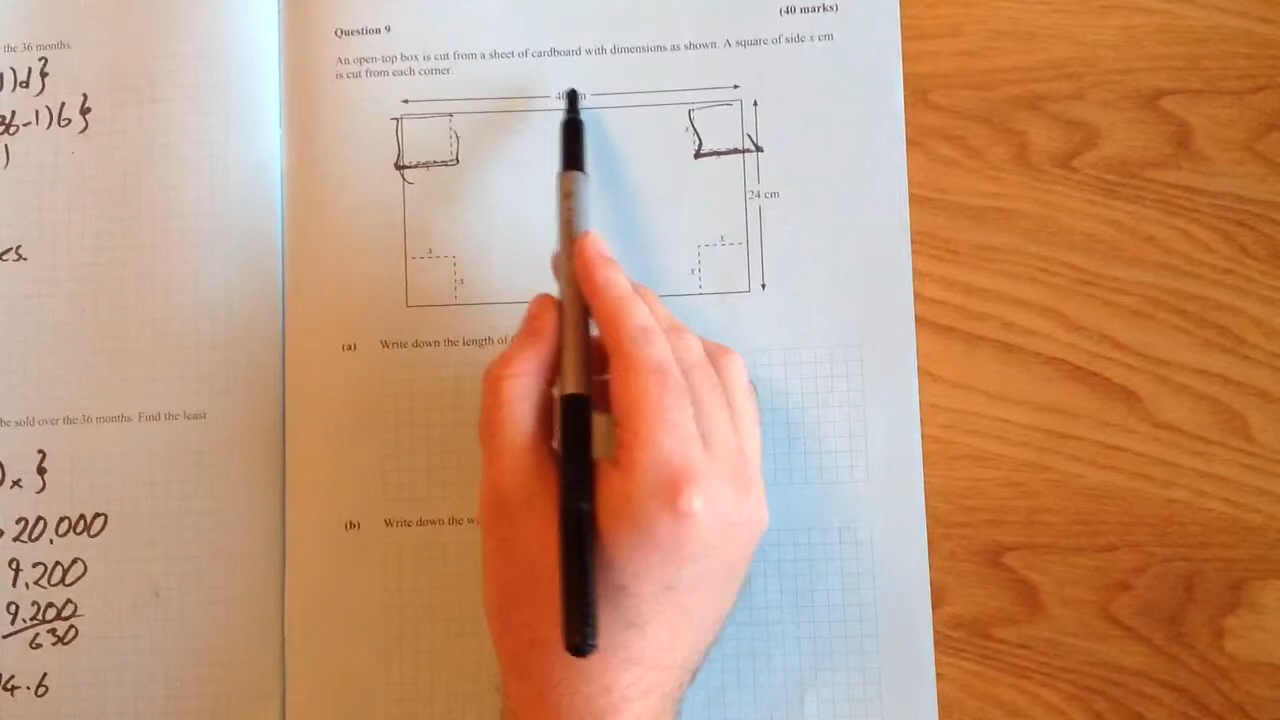 the 36 months.
1)d}
36-1)6}
)
es.
be sold over the 36 months. Find the least
)x}
20,000
9,200
9.200
630
4.6
(40 marks)
Question 9
An open-top box is cut from a sheet of cardboard with dimensions as shown. A square of side x cm
is cut from each corner.
x
24 cm
x
x
x
x
(a) Write down the length of
(b) Write down the